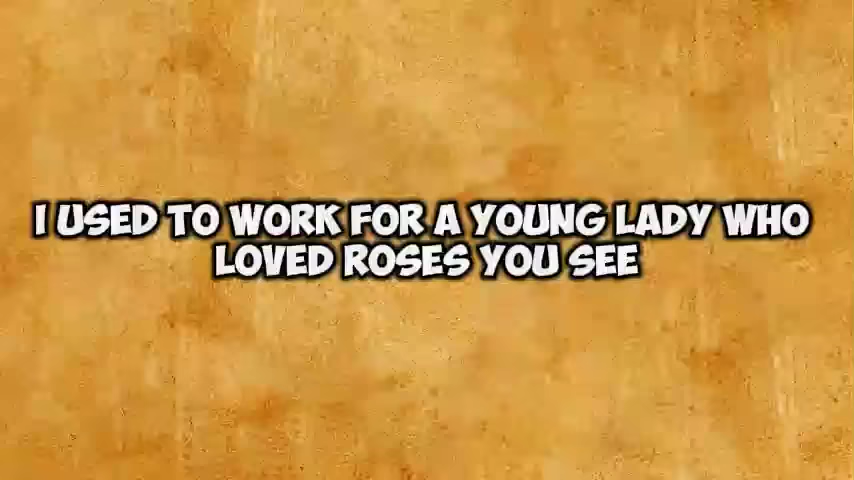 I USED TO WORK FOR A YOUNG LADY WHO
LOVED ROSES YOU SEE